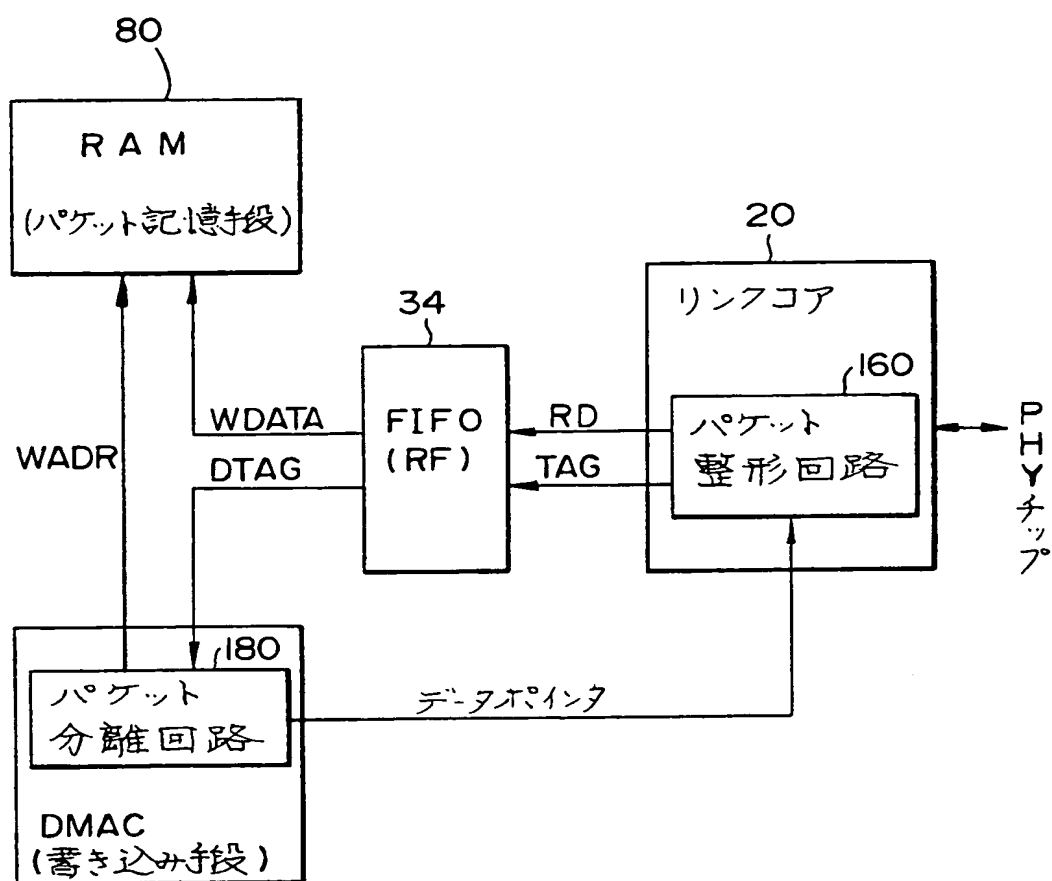 80
RAM
(パケット記憶手段)
20
リンクコア
34
160
FIFO
(RF)
RD
TAG
パケット
整形回路
PHYチップ
WDATA
DTAG
WADR
180
パケット
分離回路
データポインタ
DMAC
(書き込み手段)